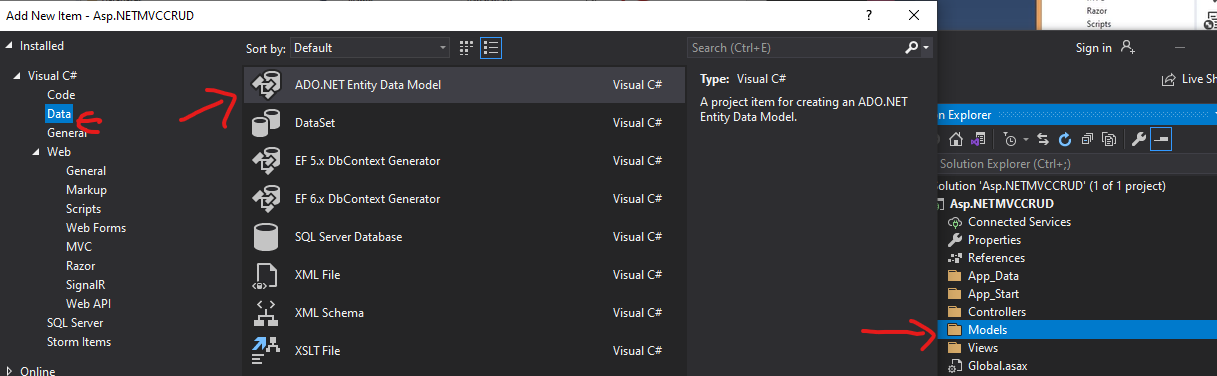 Add New Item - Asp.NETMVCCRUD
?
Installed
Visual C#
Code
Data
General
Web
General
Markup
Scripts
Web Forms
MVC
Razor
SignalR
Web API
SQL Server
Storm Items
Online
Sort by: Default
ADO.NET Entity Data Model Visual C#
DataSet Visual C#
EF 5.x DbContext Generator Visual C#
EF 6.x DbContext Generator Visual C#
SQL Server Database Visual C#
XML File Visual C#
XML Schema Visual C#
XSLT File Visual C#
Search (Ctrl+E)
Type: Visual C#
A project item for creating an ADO.NET
Entity Data Model.
Razor
Scripts
Sign in
Live Sh
n Explorer
Solution Explorer (Ctrl+;)
olution 'Asp.NETMVCCRUD' (1 of 1 project)
Asp.NETMVCCRUD
Connected Services
Properties
References
App_Data
App_Start
Controllers
Models
Views
Global.asax